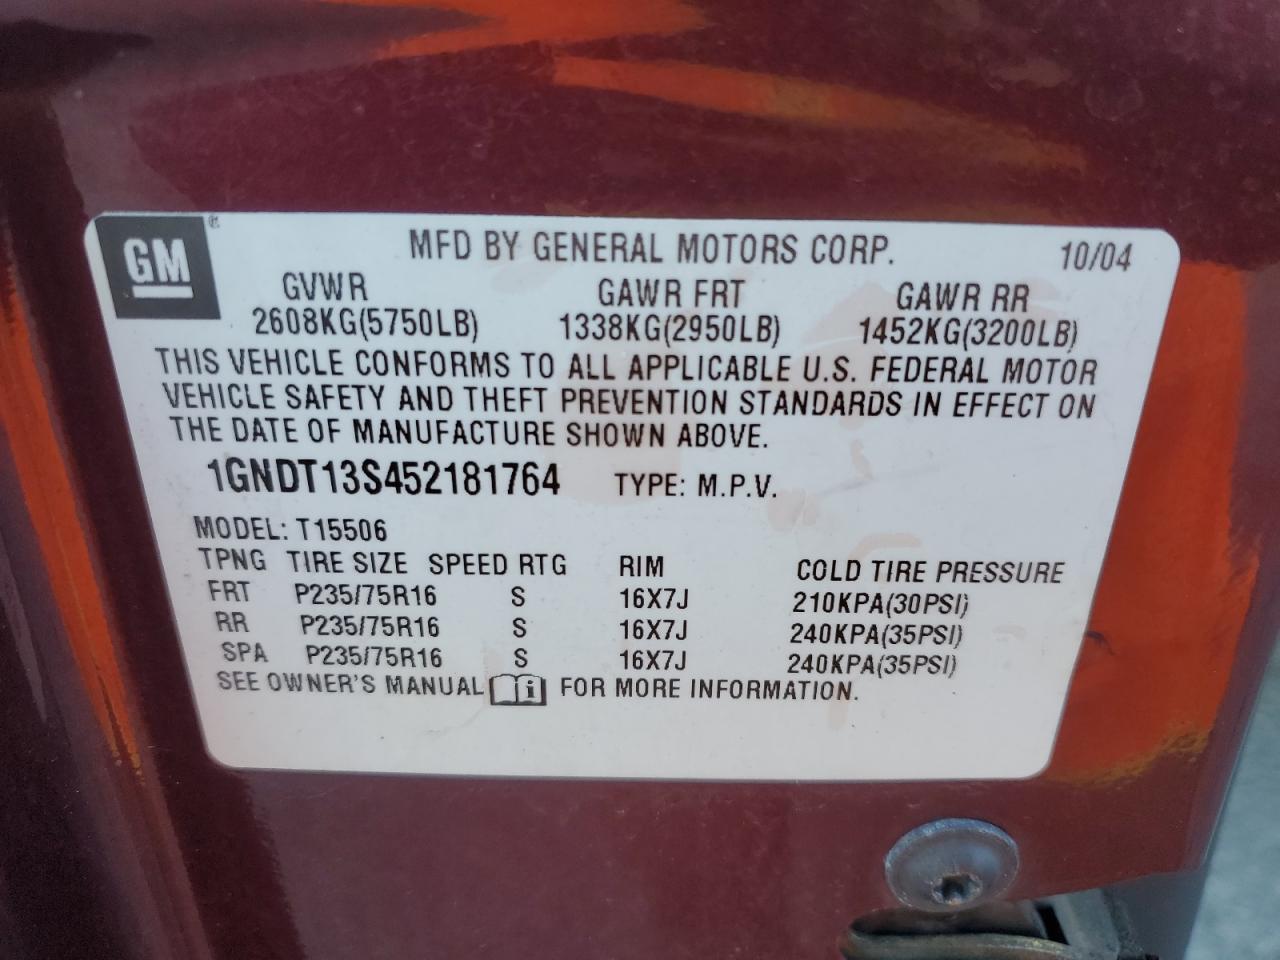 GM® MFD BY GENERAL MOTORS CORP. 10/04
GVWR GAWR FRT GAWR RR
2608KG(5750LB) 1338KG(2950LB) 1452KG(3200LB)
THIS VEHICLE CONFORMS TO ALL APPLICABLE U.S. FEDERAL MOTOR
VEHICLE SAFETY AND THEFT PREVENTION STANDARDS IN EFFECT ON
THE DATE OF MANUFACTURE SHOWN ABOVE.
1GNDT13S452181764 TYPE: M.P.V.
MODEL: T15506
TPNG TIRE SIZE SPEED RTG RIM COLD TIRE PRESSURE
FRT P235/75R16 S 16X7J 210KPA(30PSI)
RR P235/75R16 S 16X7J 240KPA(35PSI)
SPA P235/75R16 S 16X7J 240KPA(35PSI)
SEE OWNER'S MANUAL i FOR MORE INFORMATION.